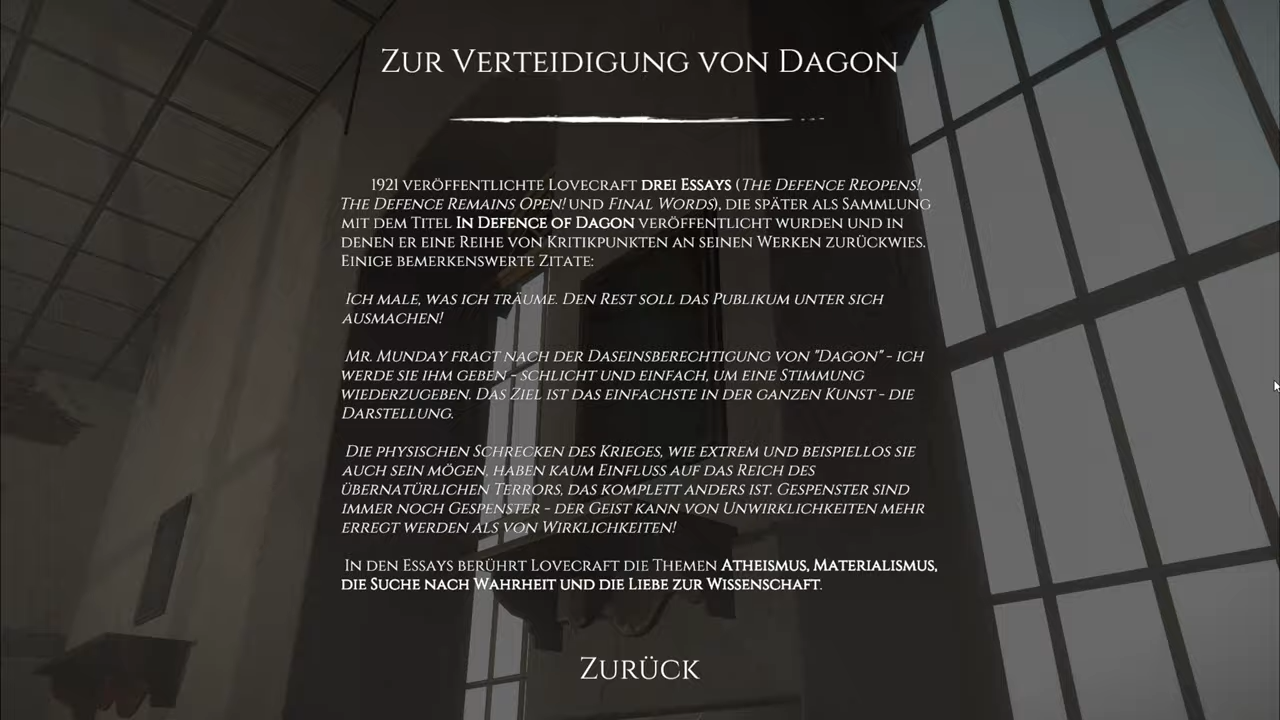 Zur Verteidigung von Dagon
1921 veröffentlichte Lovecraft drei Essays (The Defence Reopens!,
The Defence Remains Open! und Final Words), die später als Sammlung
mit dem Titel In Defence of Dagon veröffentlicht wurden und in
denen er eine Reihe von Kritikpunkten an seinen Werken zurückwies.
Einige bemerkenswerte Zitate:
Ich male, was ich träume. Den Rest soll das Publikum unter sich
ausmachen!
Mr. Munday fragt nach der Daseinsberechtigung von "Dagon" - ich
werde sie ihm geben - schlicht und einfach, um eine Stimmung
wiederzugeben. Das Ziel ist das einfachste in der ganzen Kunst - die
Darstellung.
Die physischen Schrecken des Krieges, wie extrem und beispiellos sie
auch sein mögen, haben kaum Einfluss auf das Reich des
übernatürlichen Terrors, das komplett anders ist. Gespenster sind
immer noch Gespenster - der Geist kann von Unwirklichkeiten mehr
erregt werden als von Wirklichkeiten!
In den Essays berührt Lovecraft die Themen Atheismus, Materialismus,
die Suche nach Wahrheit und die Liebe zur Wissenschaft.
Zurück